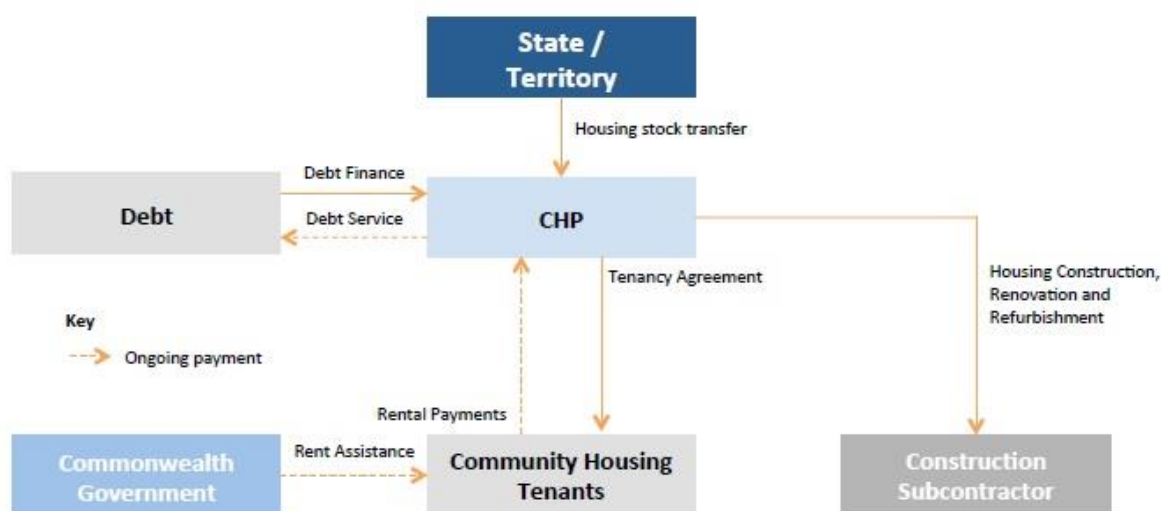 State /
Territory
Housing stock transfer
Debt Finance
Debt
Debt Service
CHP
Tenancy Agreement
Housing Construction,
Renovation and
Refurbishment
Key
Ongoing payment
Rental Payments
Commonwealth
Government
Rent Assistance
Community Housing
Tenants
Construction
Subcontractor